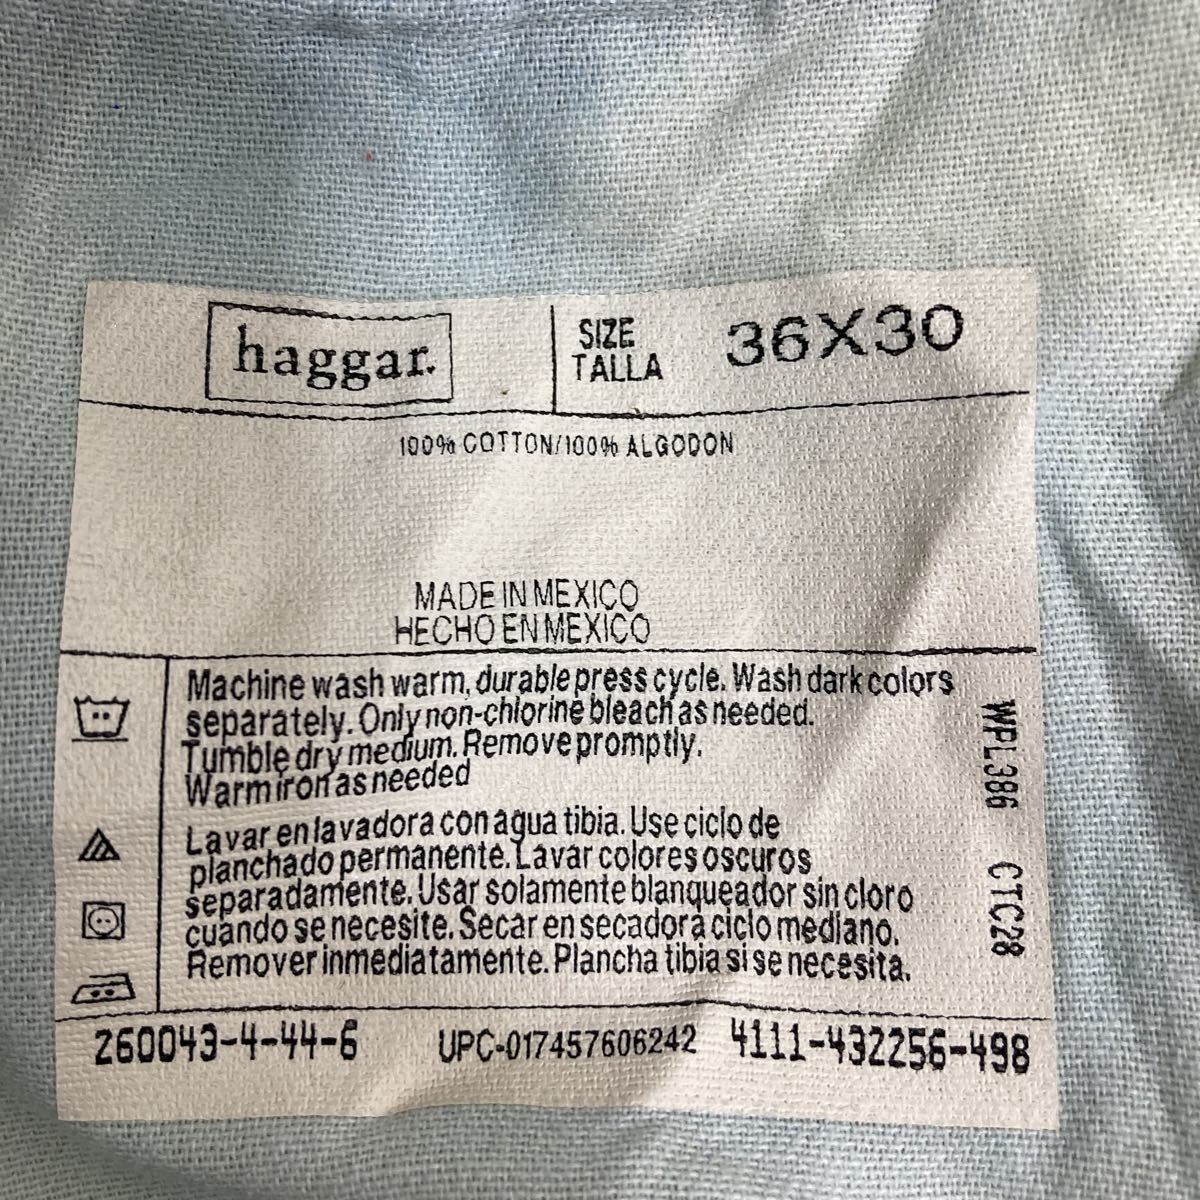 haggar.
SIZE
TALLA
36X30
100% COTTON/100% ALGODON
MADE IN MEXICO
HECHO EN MEXICO
Machine wash warm, durable press cycle. Wash dark colors
separately. Only non-chlorine bleach as needed.
Tumble dry medium. Remove promptly.
Warm iron as needed
Lavar en lavadora con agua tibia. Use ciclo de
planchado permanente. Lavar colores oscuros
separadamente. Usar solamente blanqueador sin cloro
cuando se necesite. Secar en secadora ciclo mediano.
Remover inmediatamente. Plancha tibia si se necesita.
WPL386 CTC28
260043-4-44-6 UPC-017457606242 4111-432256-498